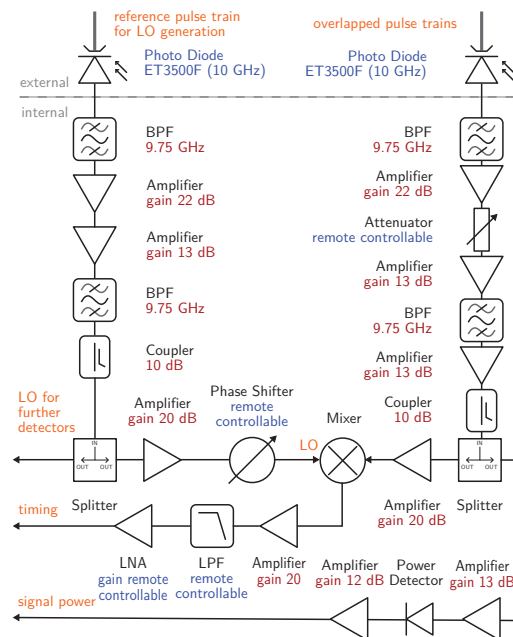 reference pulse train
for LO generation
overlapped pulse trains
Photo Diode
ET3500F (10 GHz)
Photo Diode
ET3500F (10 GHz)
external
internal
BPF
9.75 GHz
BPF
9.75 GHz
Amplifier
gain 22 dB
Amplifier
gain 22 dB
Attenuator
remote controllable
Amplifier
gain 13 dB
Amplifier
gain 13 dB
BPF
9.75 GHz
BPF
9.75 GHz
Coupler
10 dB
Amplifier
gain 13 dB
LO for
further
detectors
Amplifier
gain 20 dB
Phase Shifter
remote
controllable
Mixer
Coupler
10 dB
LO
IN
OUT
OUT
IN
OUT
OUT
Splitter
Amplifier
gain 20 dB
Splitter
timing
LNA
gain remote
controllable
LPF
remote
controllable
Amplifier
gain 20
Amplifier
gain 12 dB
Power
Detector
Amplifier
gain 13 dB
signal power